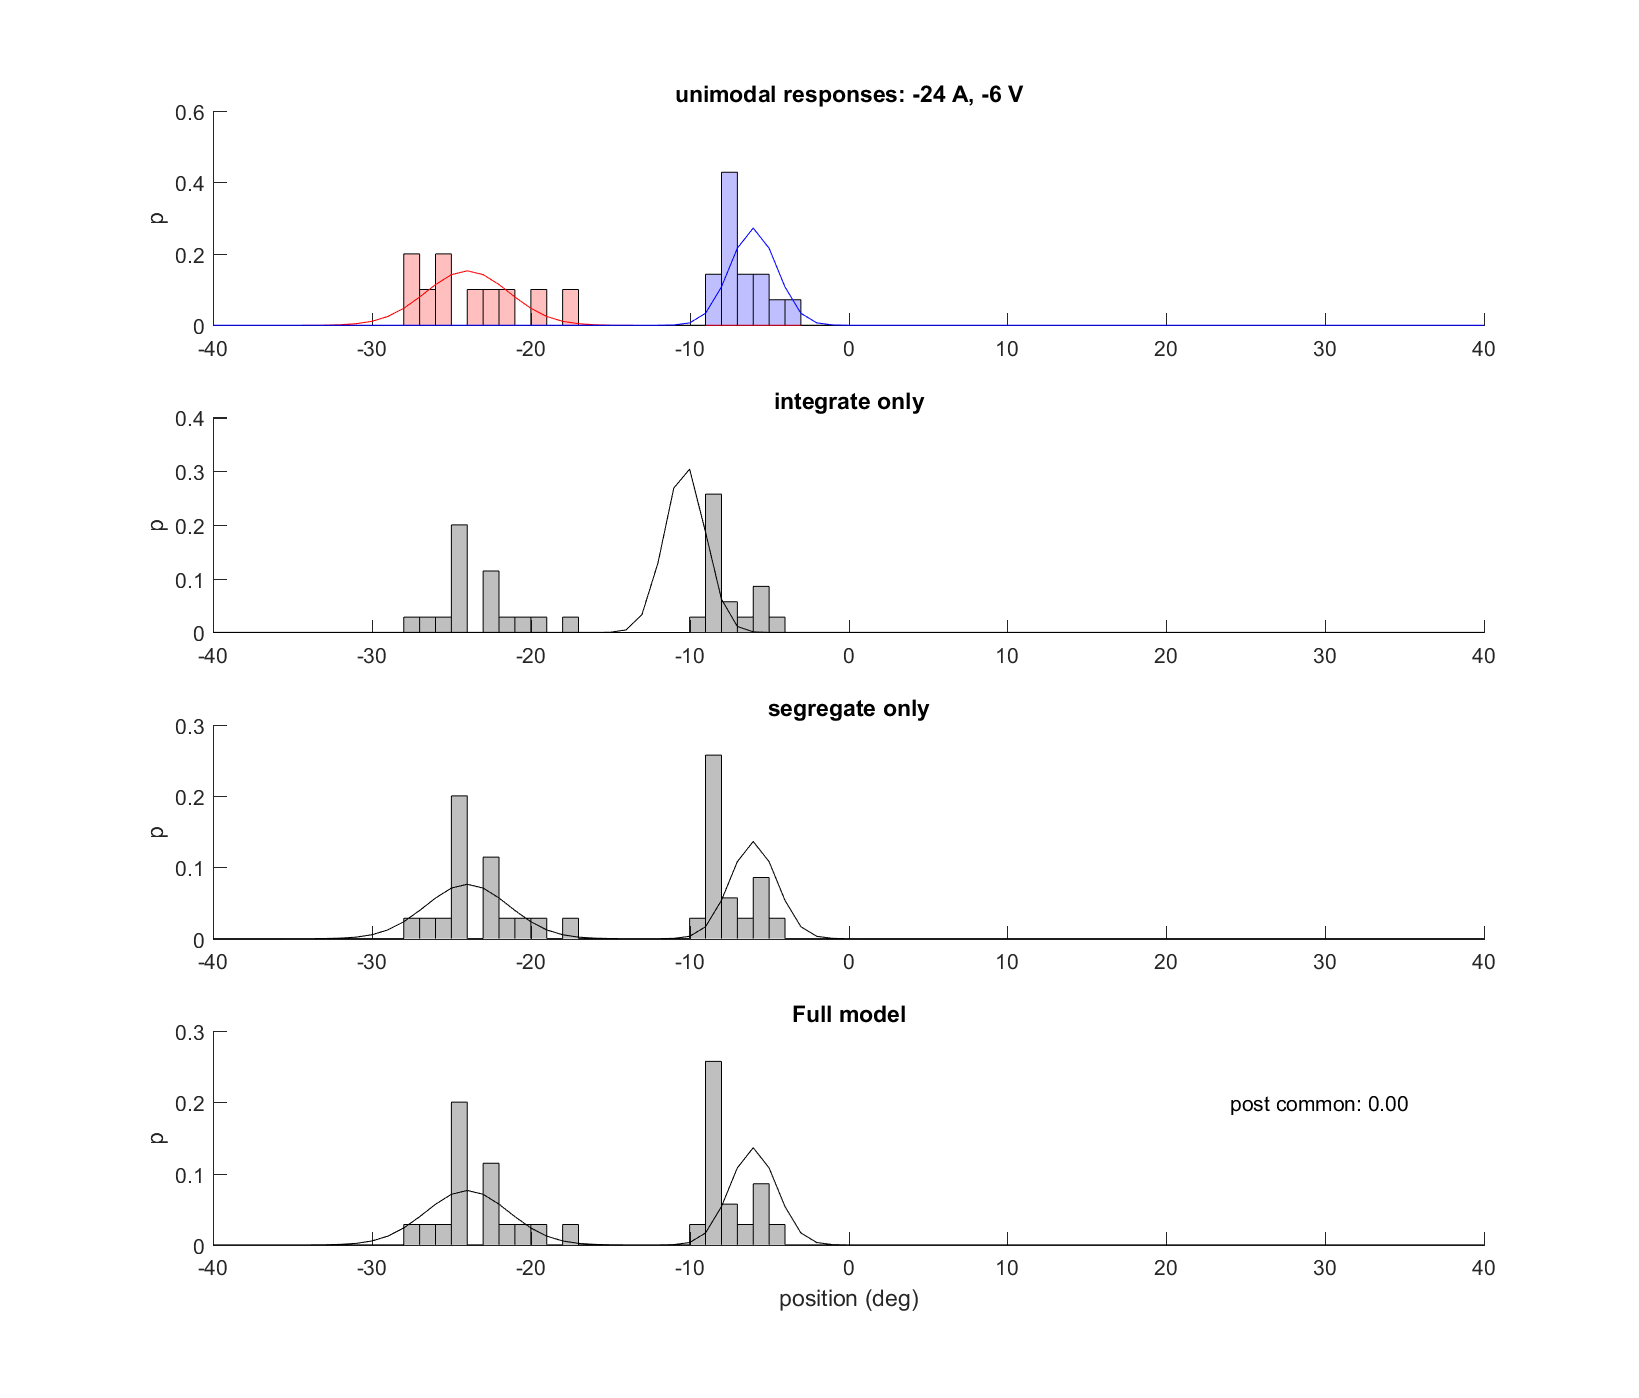 unimodal responses: -24 A, -6 V
0.6
0.4
0.2
0
p
-40 -30 -20 -10 0 10 20 30 40
integrate only
0.4
0.3
0.2
0.1
0
p
-40 -30 -20 -10 0 10 20 30 40
segregate only
0.3
0.2
0.1
0
p
-40 -30 -20 -10 0 10 20 30 40
Full model
0.3
0.2
0.1
0
p
post common: 0.00
-40 -30 -20 -10 0 10 20 30 40
position (deg)